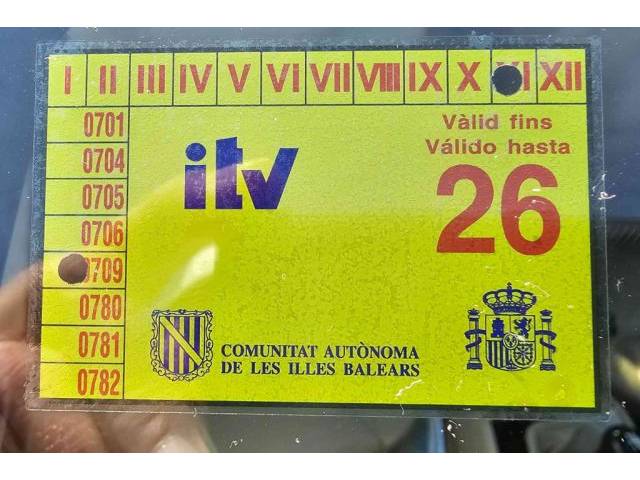 I II III IV V VI VII VIII IX X XI XII
0701
Vàlid fins
0704
Válido hasta
itv
26
0705
0706
0709
0780
0781
COMUNITAT AUTÒNOMA
DE LES ILLES BALEARS
0782